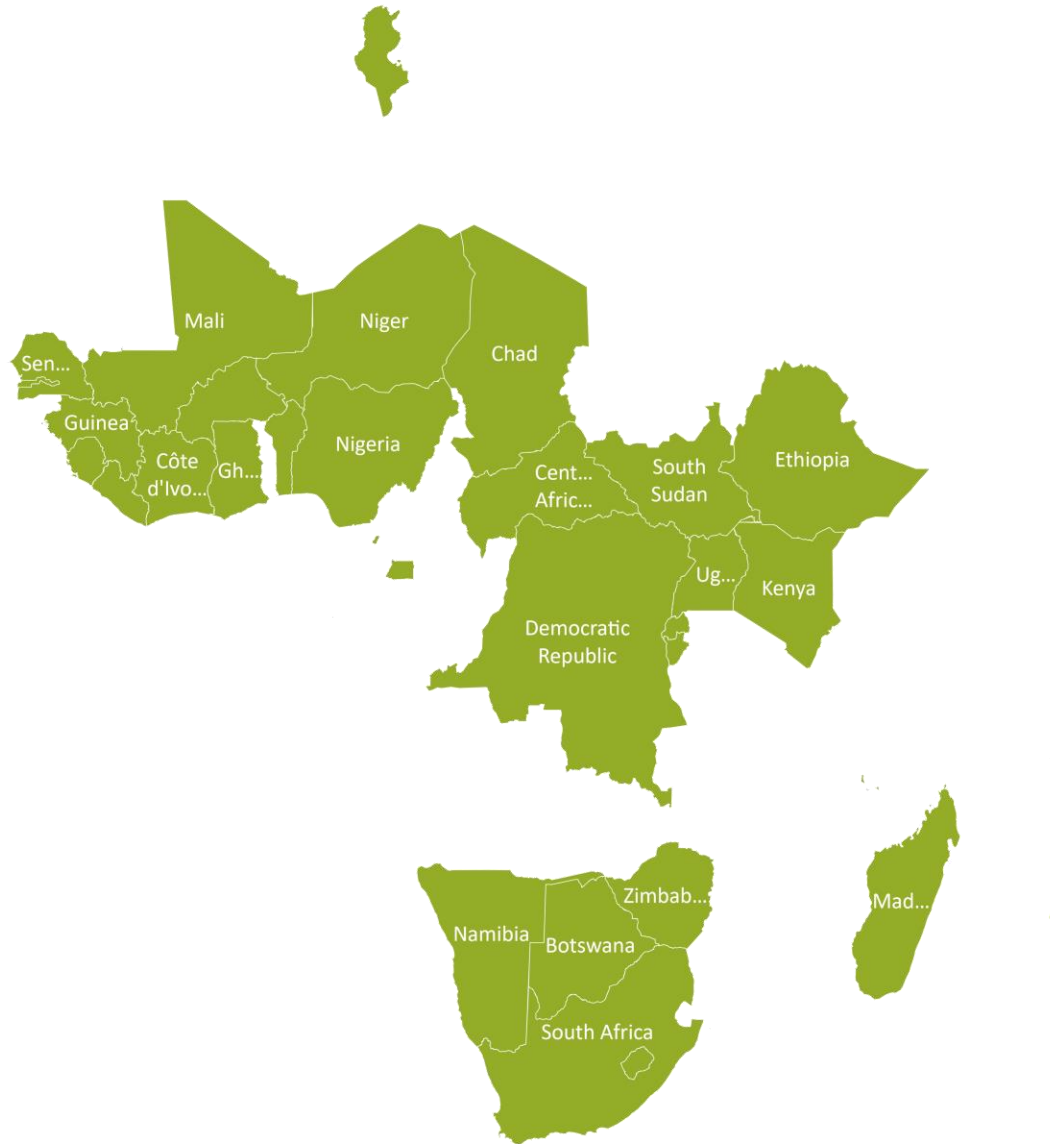 Mali
Niger
Chad
Sen...
Guinea
Côte
d'Ivo...
Gh...
Nigeria
Cent...
Afric...
South
Sudan
Ethiopia
Ug...
Kenya
Democratic
Republic
Zimbab...
Mad...
Namibia
Botswana
South Africa